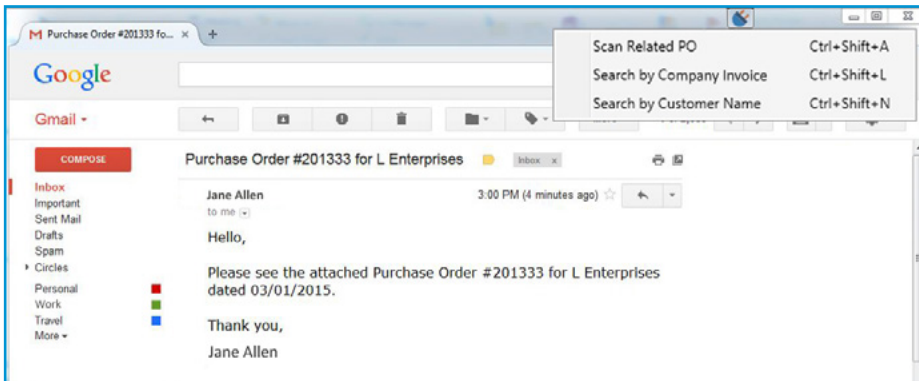 Purchase Order #201333 fo...
Scan Related PO Ctrl+Shift+A
Search by Company Invoice Ctrl+Shift+L
Search by Customer Name Ctrl+Shift+N
Google
Gmail
COMPOSE
Inbox
Important
Sent Mail
Drafts
Spam
Circles
Personal
Work
Travel
More
Purchase Order #201333 for L Enterprises Inbox x
Jane Allen 3:00 PM (4 minutes ago)
to me
Hello,
Please see the attached Purchase Order #201333 for L Enterprises
dated 03/01/2015.
Thank you,
Jane Allen